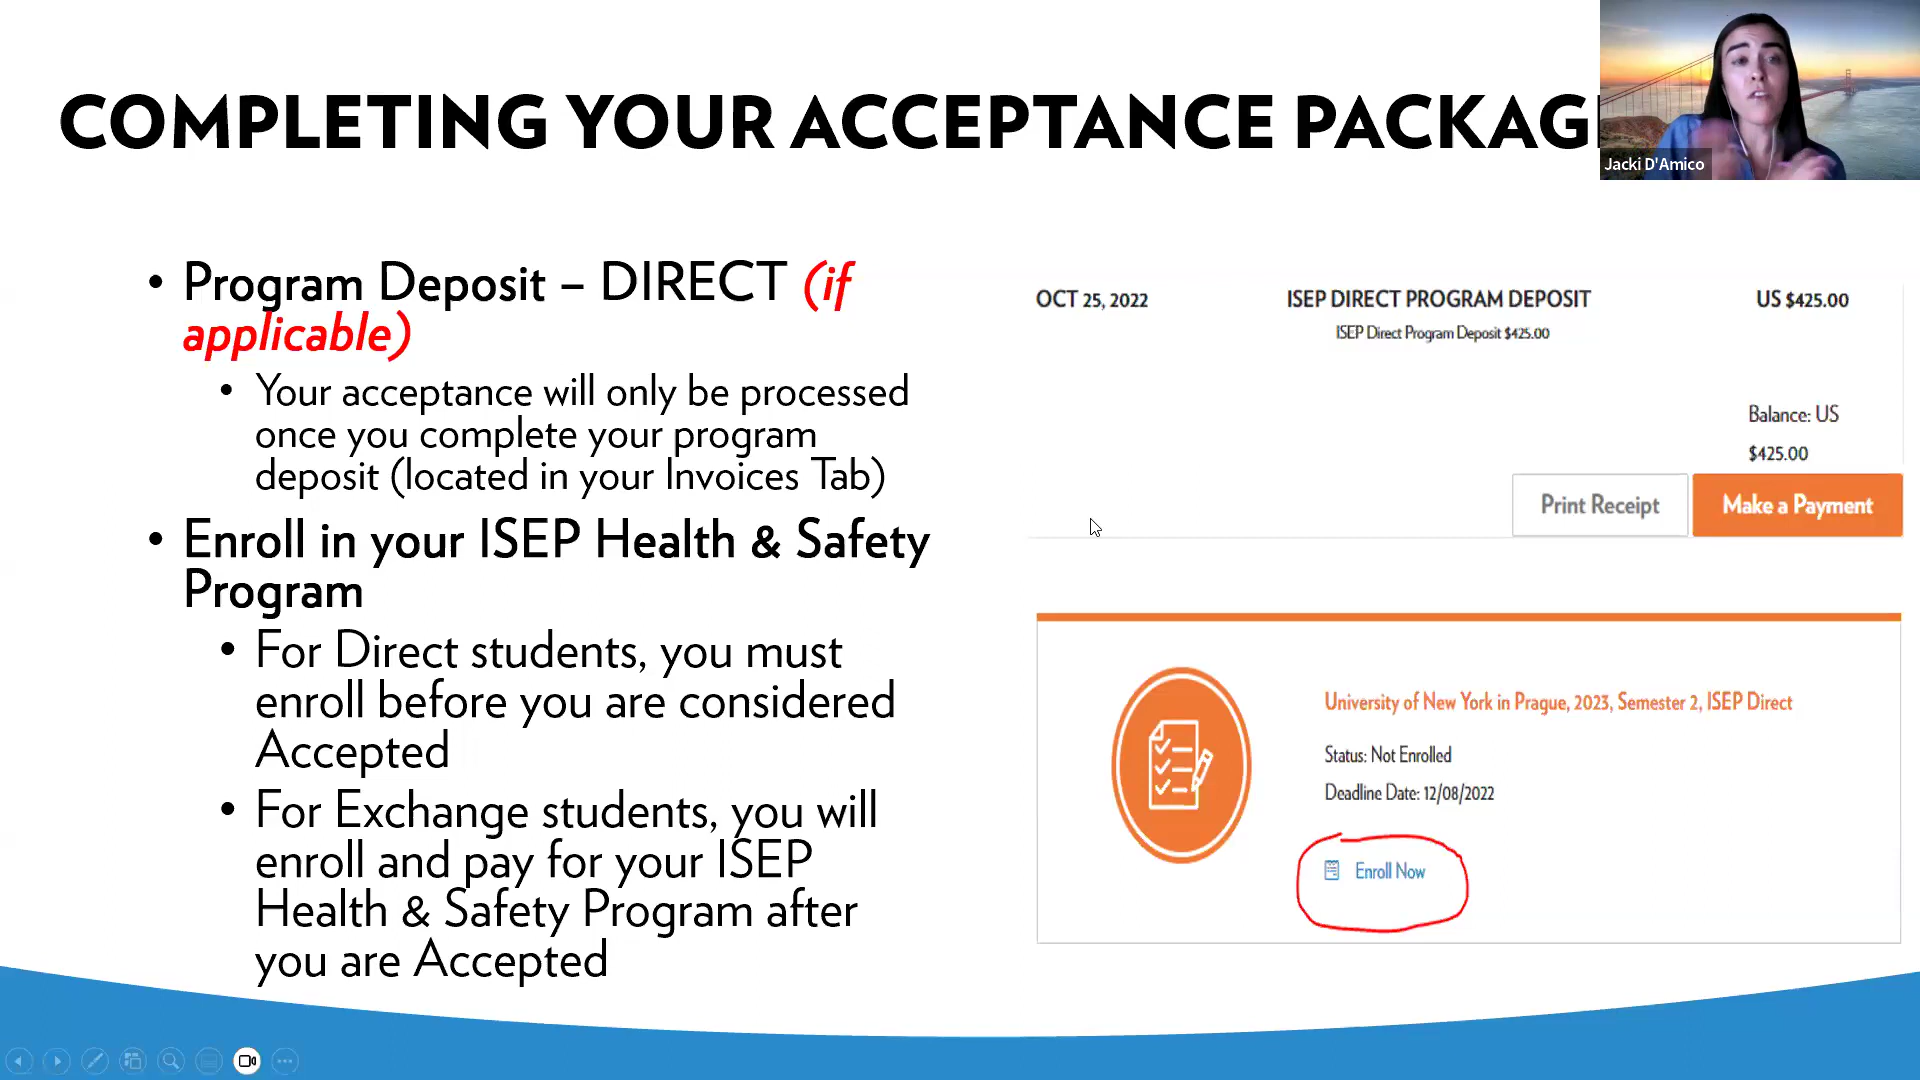 COMPLETING YOUR ACCEPTANCE PACKAG
Jacki D'Amico
• Program Deposit – DIRECT (if
applicable)
• Your acceptance will only be processed
once you complete your program
deposit (located in your Invoices Tab)
• Enroll in your ISEP Health & Safety
Program
• For Direct students, you must
enroll before you are considered
Accepted
• For Exchange students, you will
enroll and pay for your ISEP
Health & Safety Program after
you are Accepted
OCT 25, 2022 ISEP DIRECT PROGRAM DEPOSIT US $425.00
ISEP Direct Program Deposit $425.00
Balance: US
$425.00
Print Receipt Make a Payment
University of New York in Prague, 2023, Semester 2, ISEP Direct
Status: Not Enrolled
Deadline Date: 12/08/2022
Enroll Now